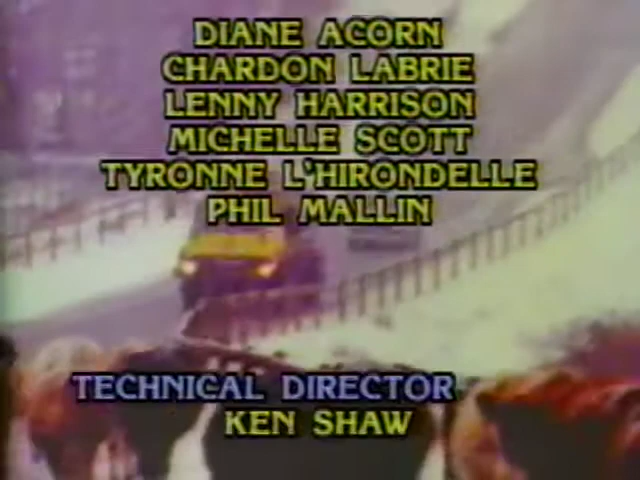 DIANE ACORN
CHARDON LABRIE
LENNY HARRISON
MICHELLE SCOTT
TYRONNE L'HIRONDELLE
PHIL MALLIN
TECHNICAL DIRECTOR
KEN SHAW